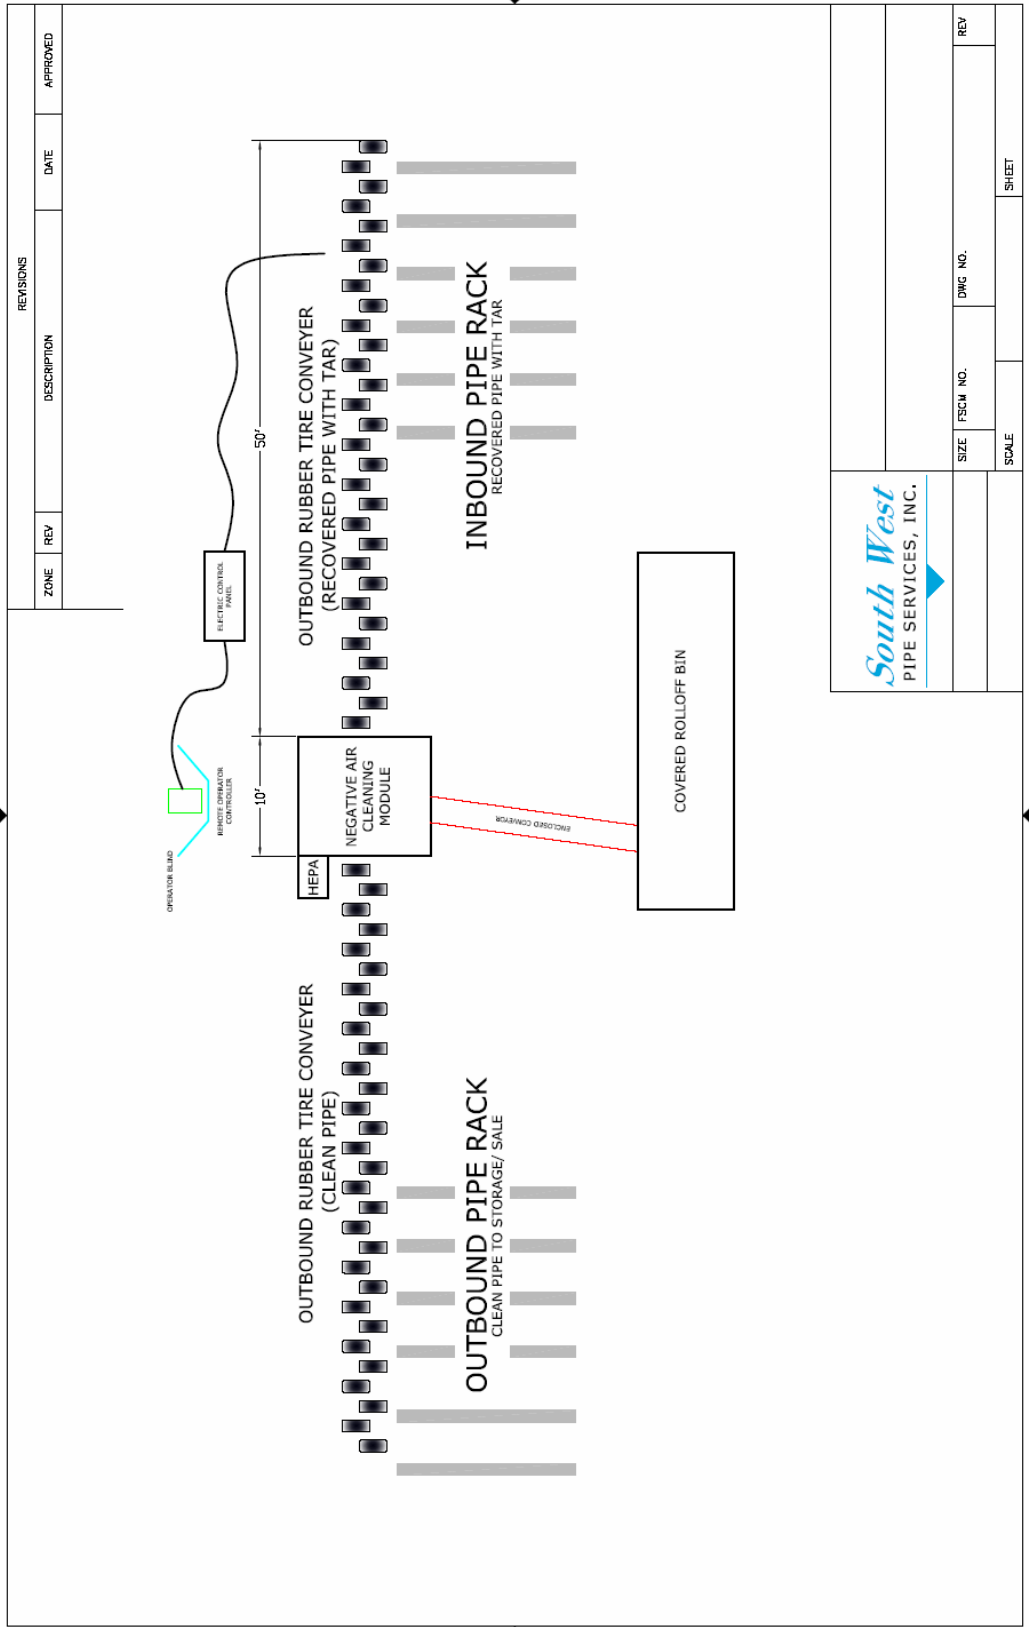 REVISIONS
ZONE REV DESCRIPTION DATE APPROVED
OPERATOR BLIND
REMOTE OPERATOR
CONTROLLER
ELECTRIC CONTROL
PANEL
10'
50'
OUTBOUND RUBBER TIRE CONVEYER
(CLEAN PIPE)
HEPA
NEGATIVE AIR
CLEANING
MODULE
OUTBOUND RUBBER TIRE CONVEYER
(RECOVERED PIPE WITH TAR)
OUTBOUND PIPE RACK
CLEAN PIPE TO STORAGE/ SALE
ENCLOSED CONVEYOR
INBOUND PIPE RACK
RECOVERED PIPE WITH TAR
COVERED ROLLOFF BIN
South West
PIPE SERVICES, INC.
SIZE FSCM NO. DWG NO. REV
SCALE SHEET